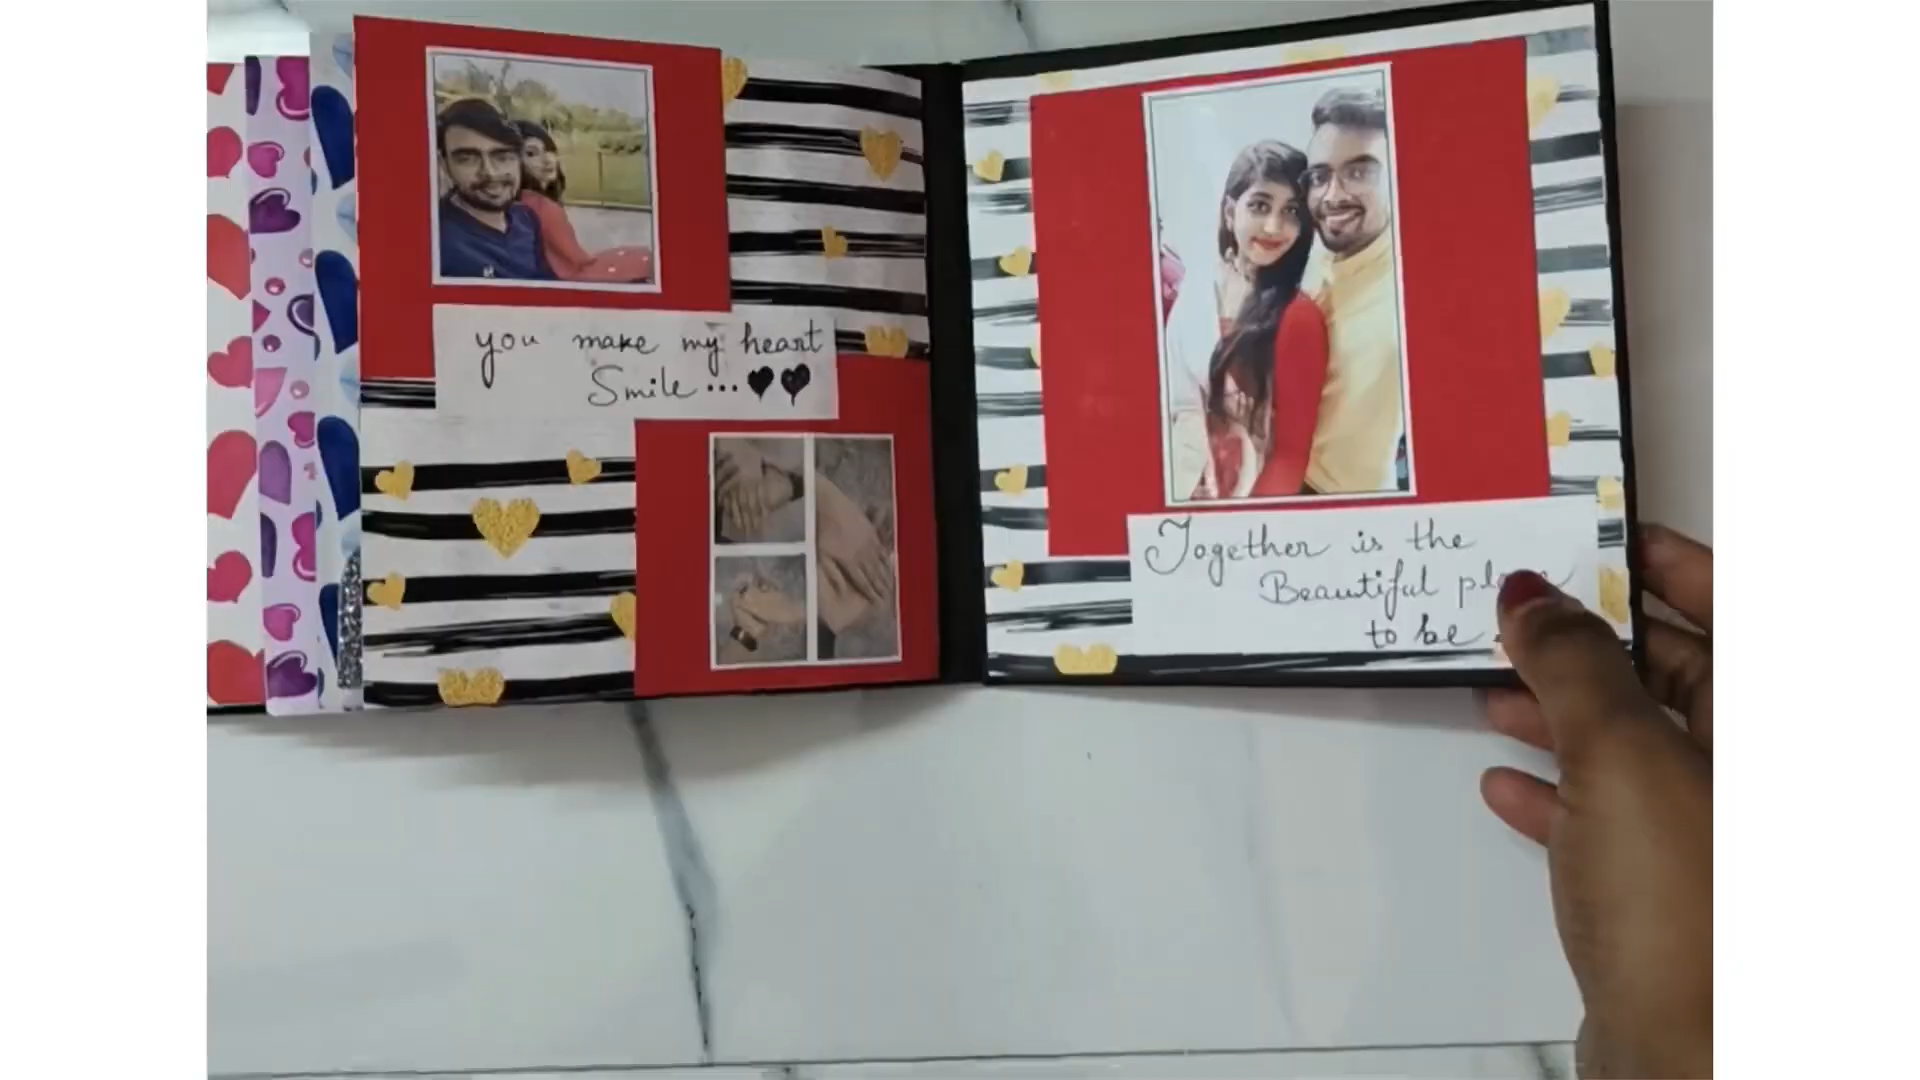 you make my heart
Smile...♥♥
Together is the
Beautiful
to be